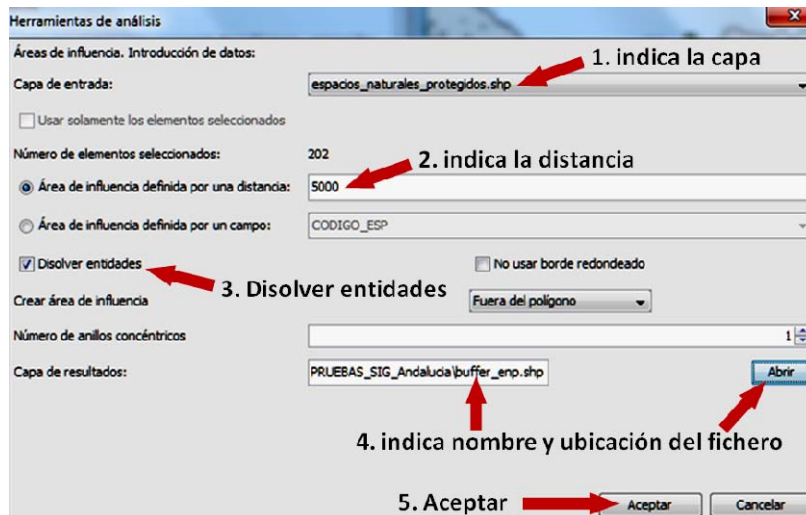 Herramientas de análisis
Áreas de influencia. Introducción de datos:
1. indica la capa
Capa de entrada: espacios_naturales_protegidos.shp
Usar solamente los elementos seleccionados
Número de elementos seleccionados: 202
2. indica la distancia
Área de influencia definida por una distancia: 5000
Área de influencia definida por un campo: CODIGO_ESP
Disolver entidades No usar borde redondeado
3. Disolver entidades
Crear área de influencia Fuera del polígono
Número de anillos concéntricos 1
Capa de resultados: PRUEBAS_SIG_Andalucia\buffer_enp.shp Abrir
4. indica nombre y ubicación del fichero
5. Aceptar Aceptar Cancelar